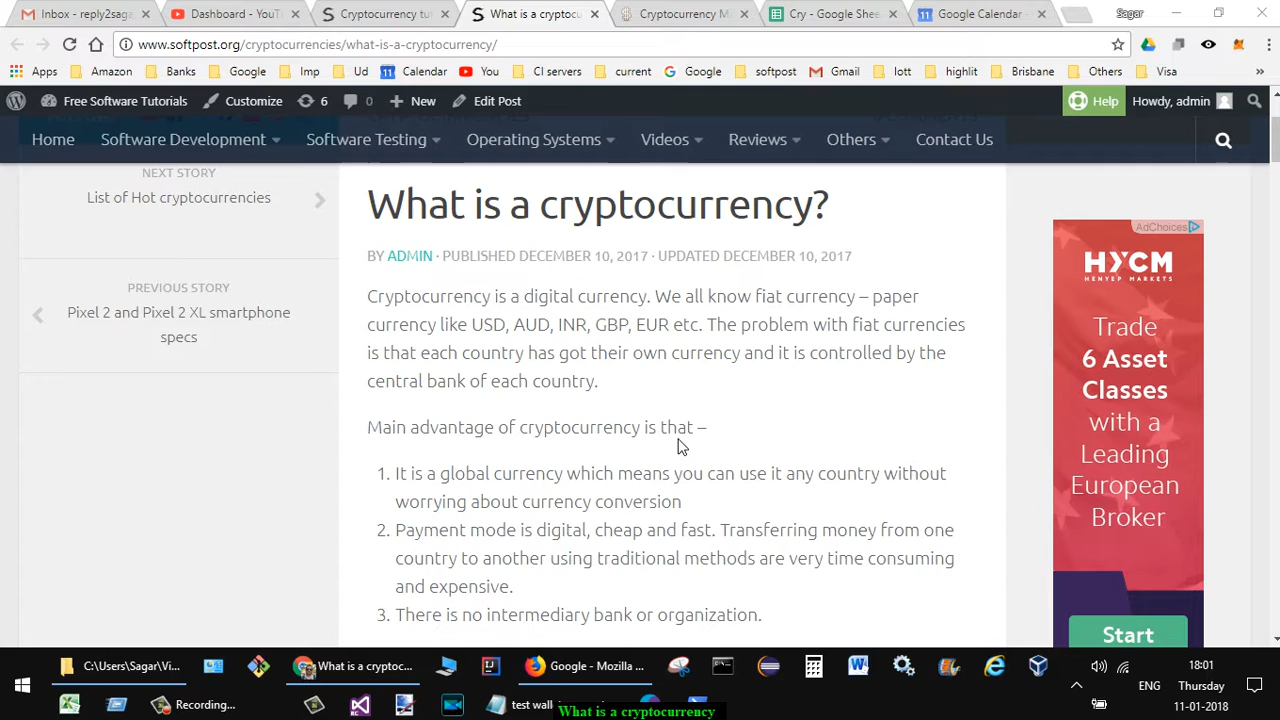 Inbox - reply2sag
Dashboard - YouT
Cryptocurrency tut
What is a cryptocu
Cryptocurrency M
Cry - Google Shee
Google Calendar -
Sagar
www.softpost.org/cryptocurrencies/what-is-a-cryptocurrency/
Apps
Amazon
Banks
Google
Imp
Ud
Calendar
You
CI servers
current
Google
softpost
Gmail
lott
highlit
Brisbane
Others
Visa
»
Free Software Tutorials
Customize
6
0
New
Edit Post
Help
Howdy, admin
Home
Software Development
Software Testing
Operating Systems
Videos
Reviews
Others
Contact Us
NEXT STORY
List of Hot cryptocurrencies
PREVIOUS STORY
Pixel 2 and Pixel 2 XL smartphone
specs
What is a cryptocurrency?
BY ADMIN · PUBLISHED DECEMBER 10, 2017 · UPDATED DECEMBER 10, 2017
Cryptocurrency is a digital currency. We all know fiat currency – paper
currency like USD, AUD, INR, GBP, EUR etc. The problem with fiat currencies
is that each country has got their own currency and it is controlled by the
central bank of each country.
Main advantage of cryptocurrency is that –
1. It is a global currency which means you can use it any country without
worrying about currency conversion
2. Payment mode is digital, cheap and fast. Transferring money from one
country to another using traditional methods are very time consuming
and expensive.
3. There is no intermediary bank or organization.
AdChoices
HYCM
HENYEP MARKETS
Trade
6 Asset
Classes
with a
Leading
European
Broker
Start
C:\Users\Sagar\Vi...
What is a cryptoc...
Google - Mozilla ...
18:01
ENG
Thursday
11-01-2018
Recording...
test wall
What is a cryptocurrency